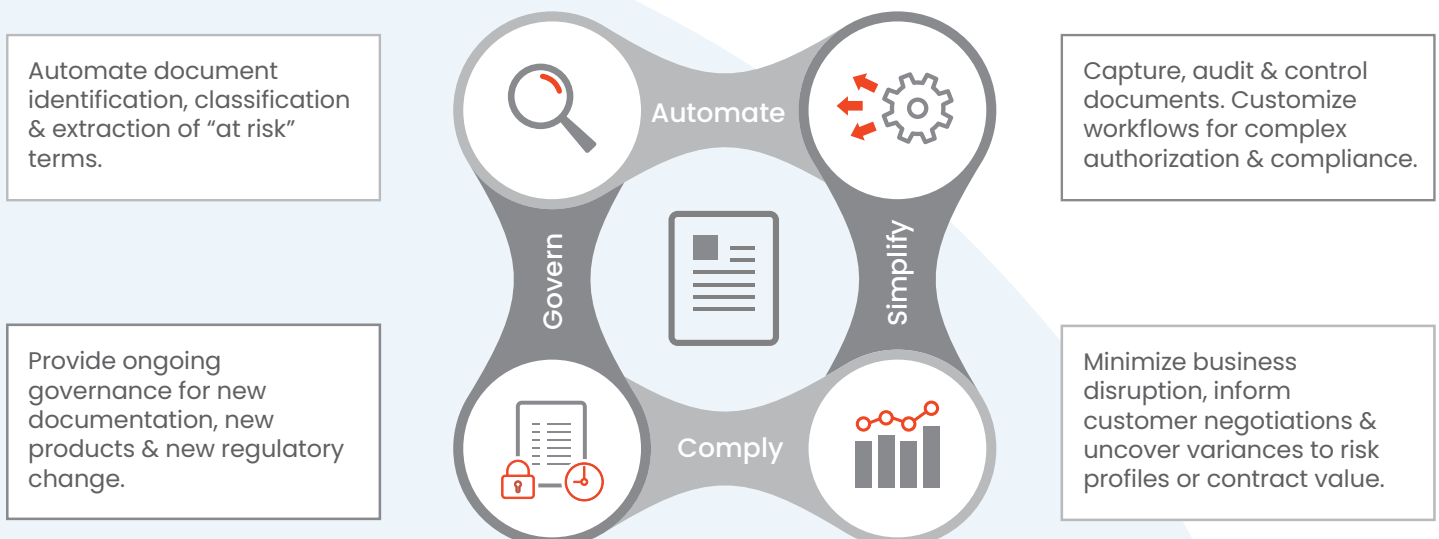 Automate document
identification, classification
& extraction of “at risk”
terms.
Automate
Capture, audit & control
documents. Customize
workflows for complex
authorization & compliance.
Govern
Simplify
Provide ongoing
governance for new
documentation, new
products & new regulatory
change.
Comply
Minimize business
disruption, inform
customer negotiations &
uncover variances to risk
profiles or contract value.